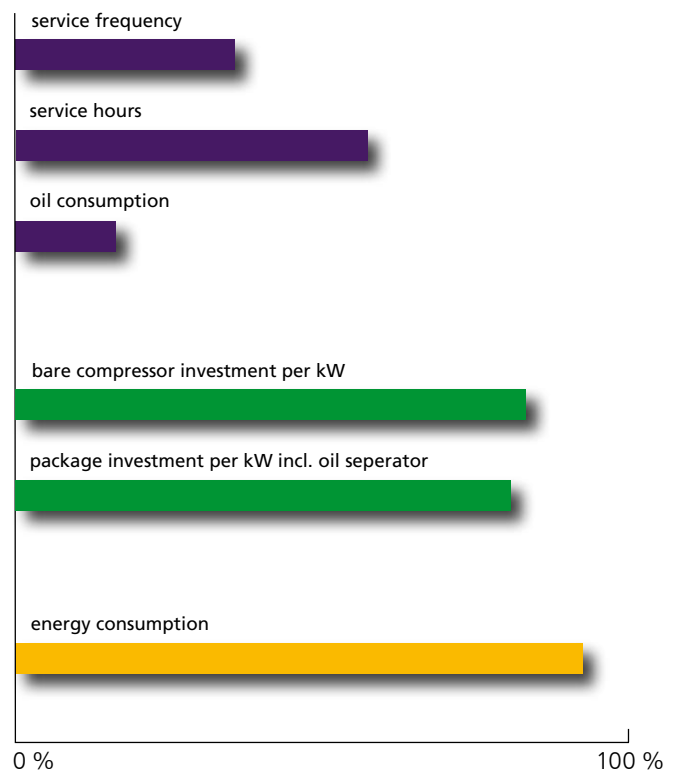 service frequency
service hours
oil consumption
bare compressor investment per kW
package investment per kW incl. oil seperator
energy consumption
0 % 100 %